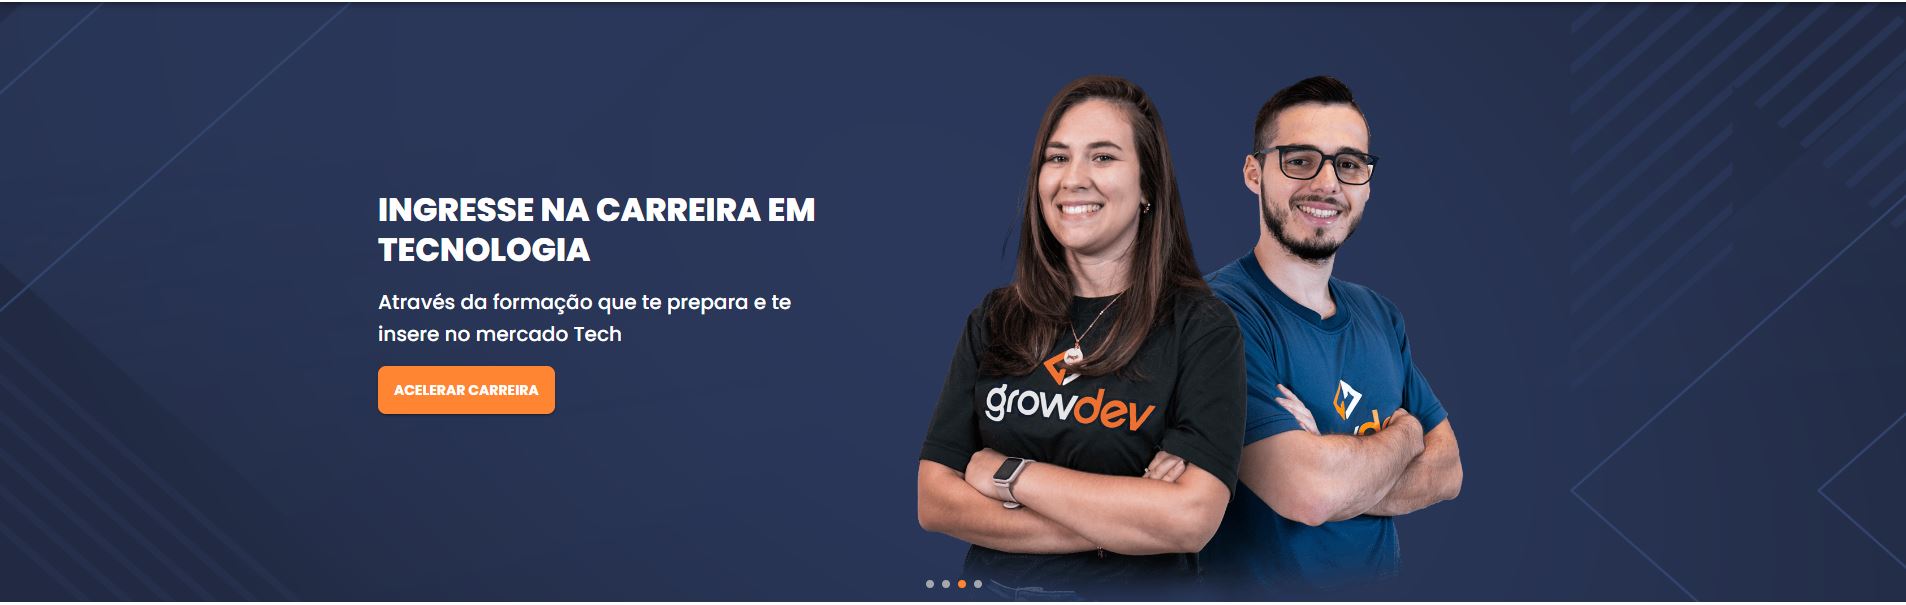 INGRESSE NA CARREIRA EM
TECNOLOGIA
Através da formação que te prepara e te
insere no mercado Tech
ACELERAR CARREIRA
growdev